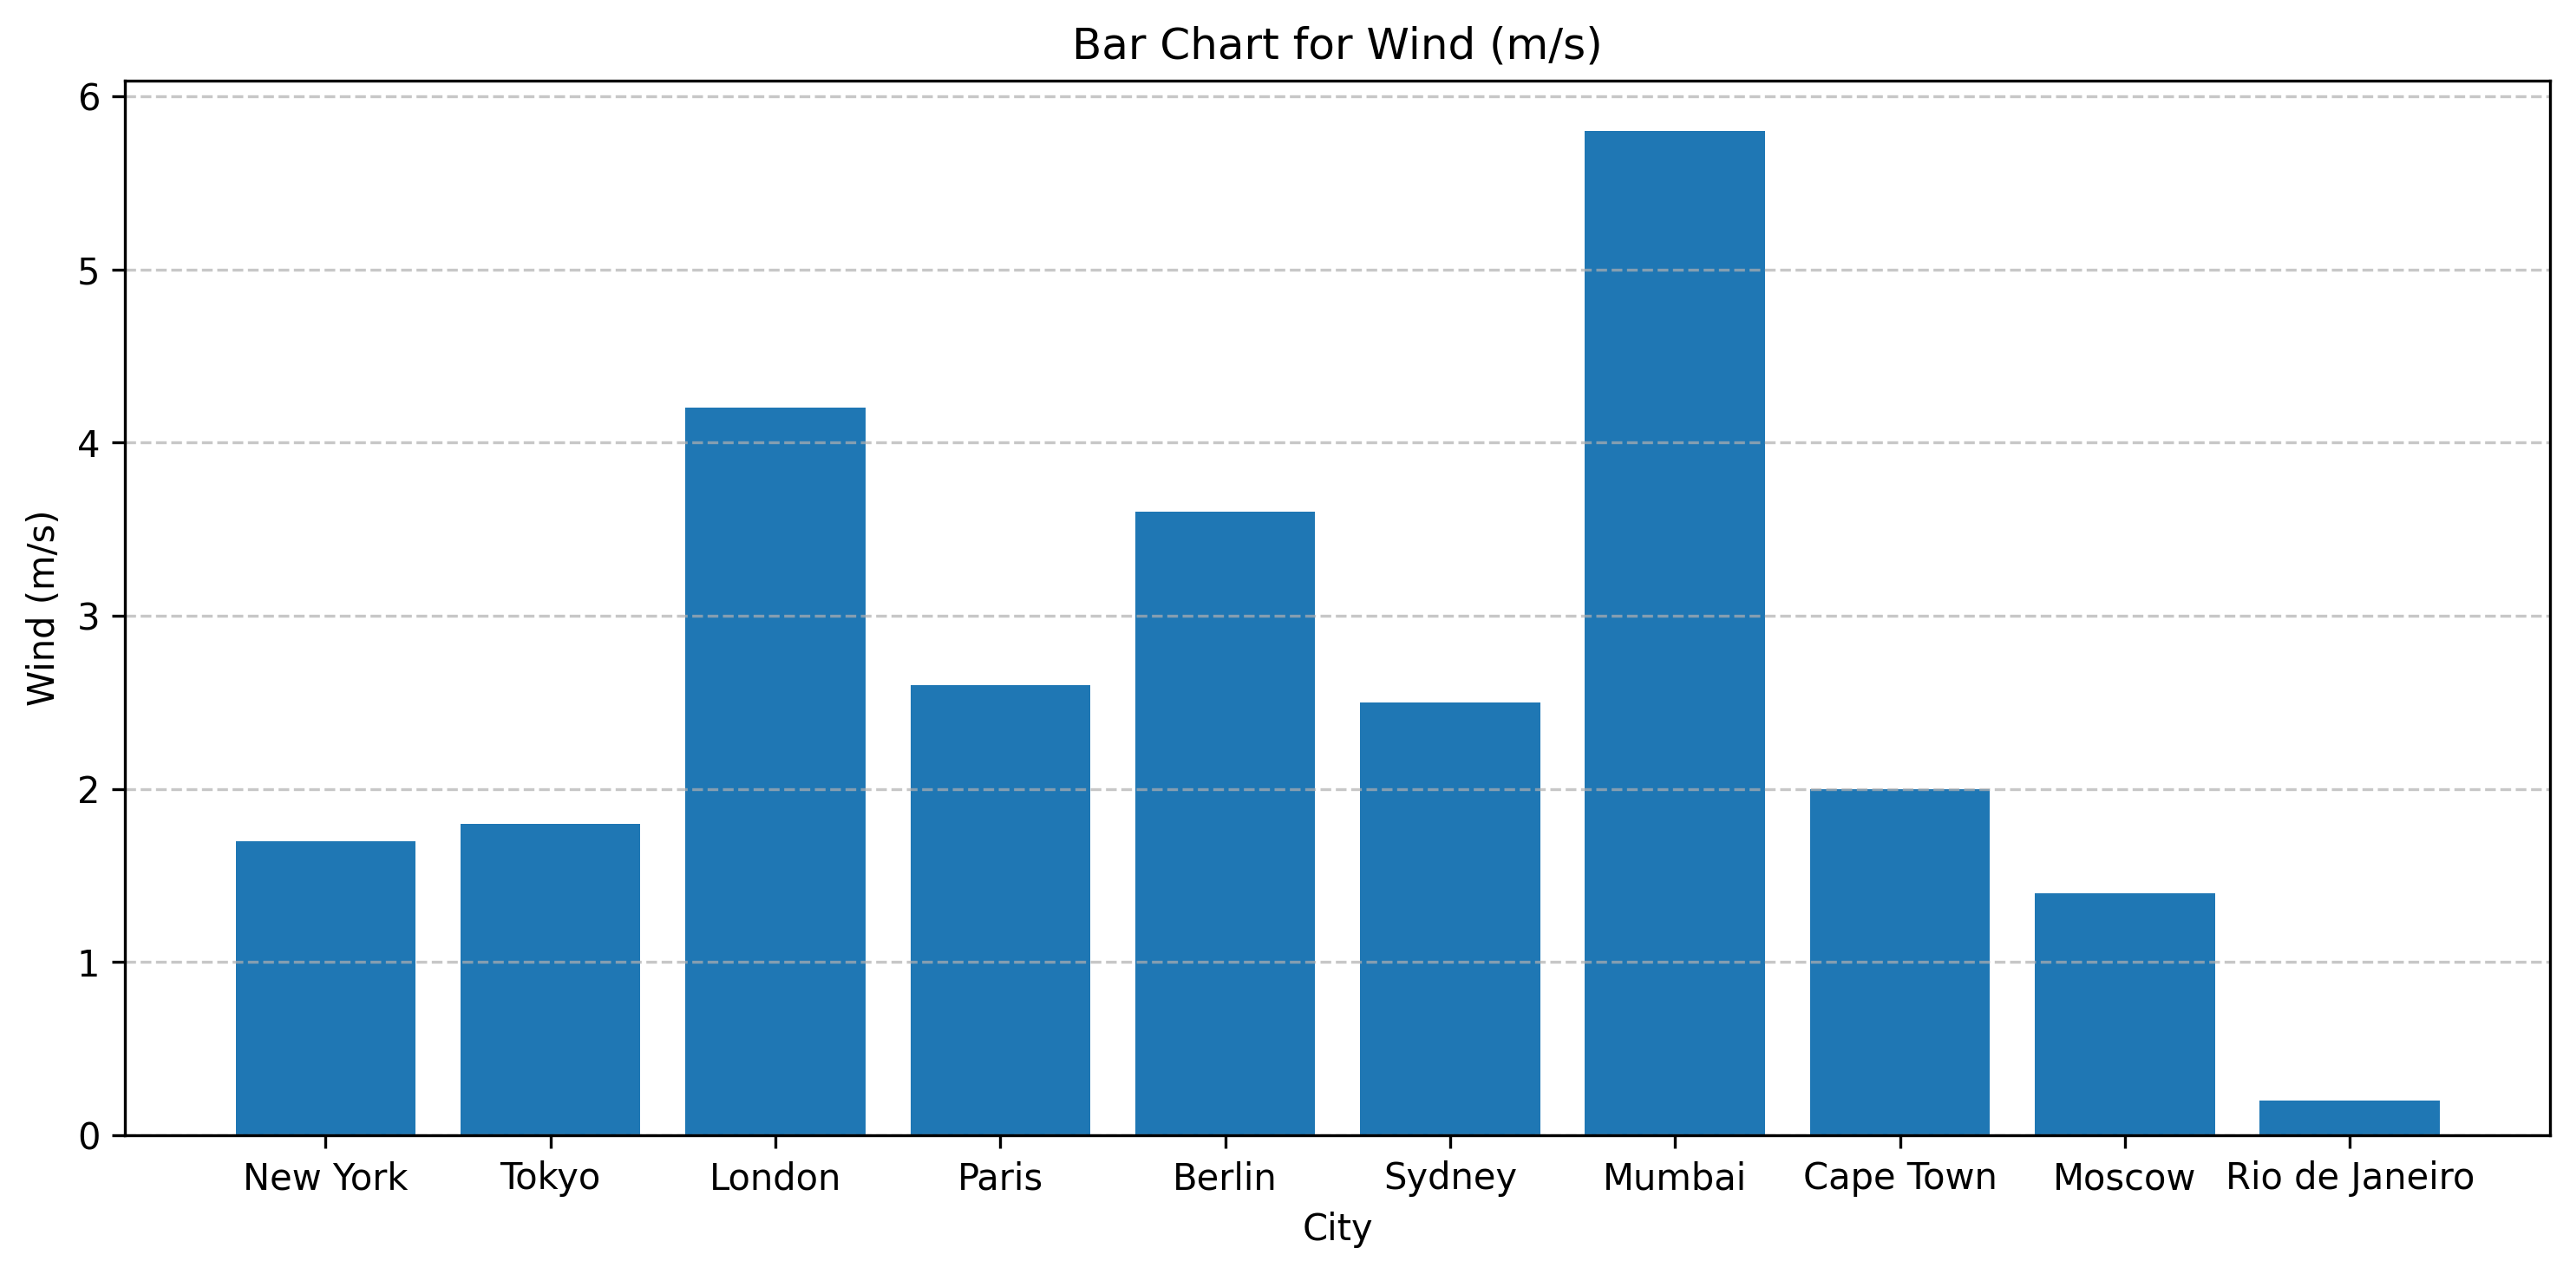 Bar Chart for Wind (m/s)
6
5
4
3
2
1
0
Wind (m/s)
New York Tokyo London Paris Berlin Sydney Mumbai Cape Town Moscow Rio de Janeiro
City